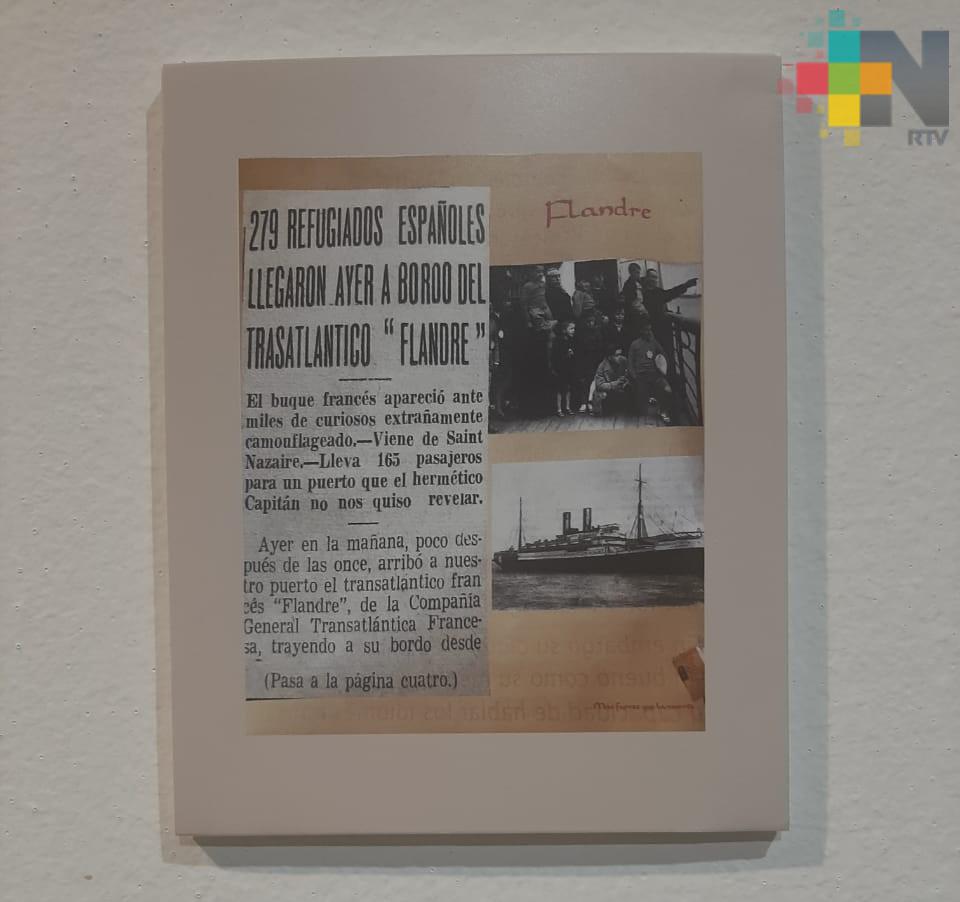 N
RTV
279 REFUGIADOS ESPAÑOLES
LLEGARON AYER A BORDO DEL
TRASATLANTICO “ FLANDRE ”
El buque francés apareció ante
miles de curiosos extrañamente
camouflageado.—Viene de Saint
Nazaire.—Lleva 165 pasajeros
para un puerto que el hermético
Capitán no nos quiso revelar.
Ayer en la mañana, poco des-
pués de las once, arribó a nues-
tro puerto el transatlántico fran
cés “Flandre”, de la Compañía
General Transatlántica France-
sa, trayendo a su bordo desde
(Pasa a la página cuatro.)
Flandre